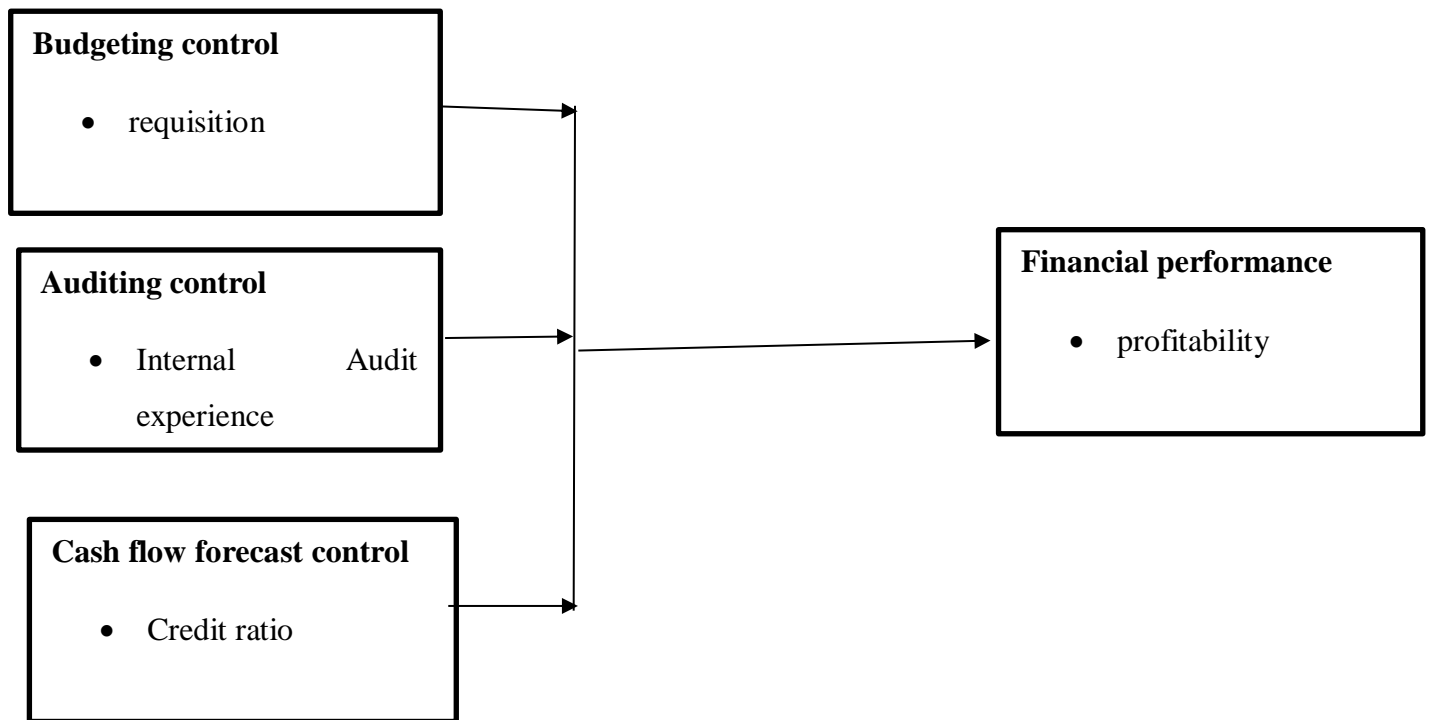 Budgeting control
• requisition
Auditing control
• Internal Audit
experience
Cash flow forecast control
• Credit ratio
Financial performance
• profitability